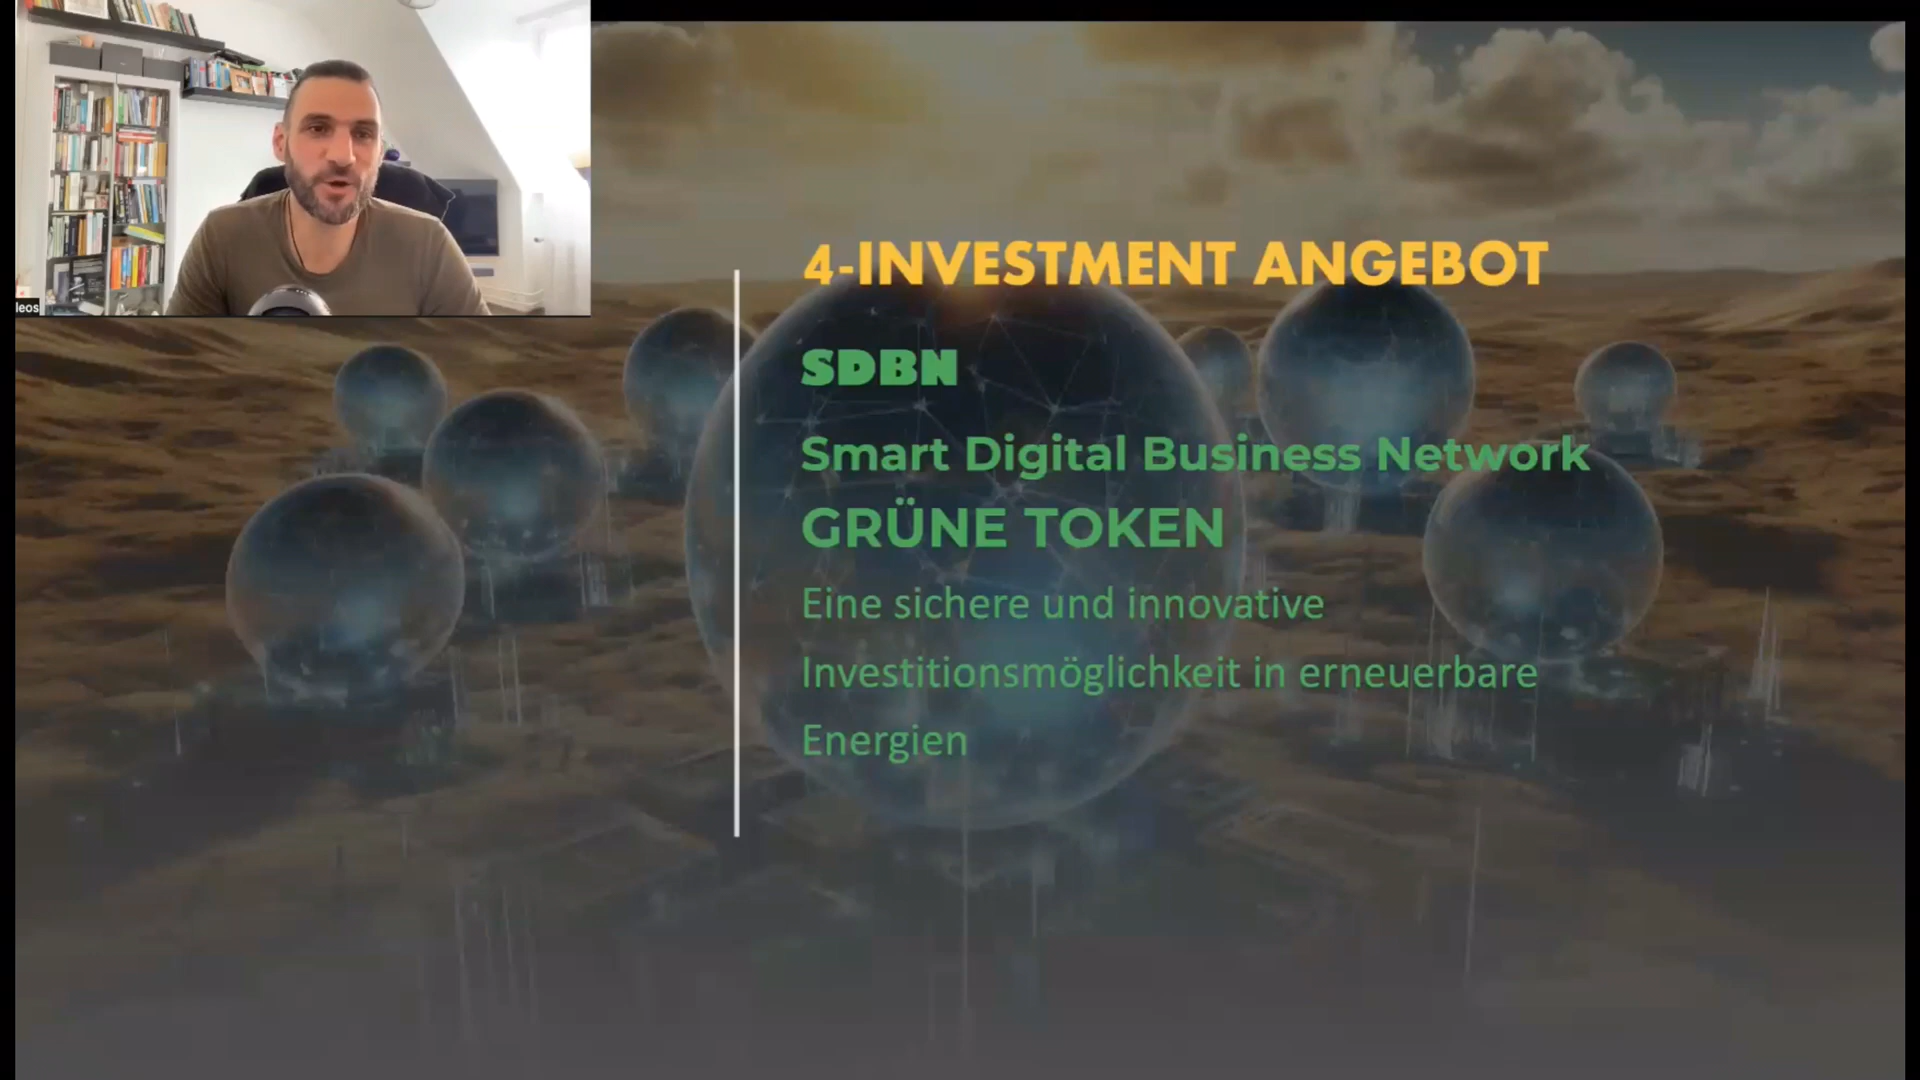 leos
4-INVESTMENT ANGEBOT
SDBN
Smart Digital Business Network
GRÜNE TOKEN
Eine sichere und innovative
Investitionsmöglichkeit in erneuerbare
Energien